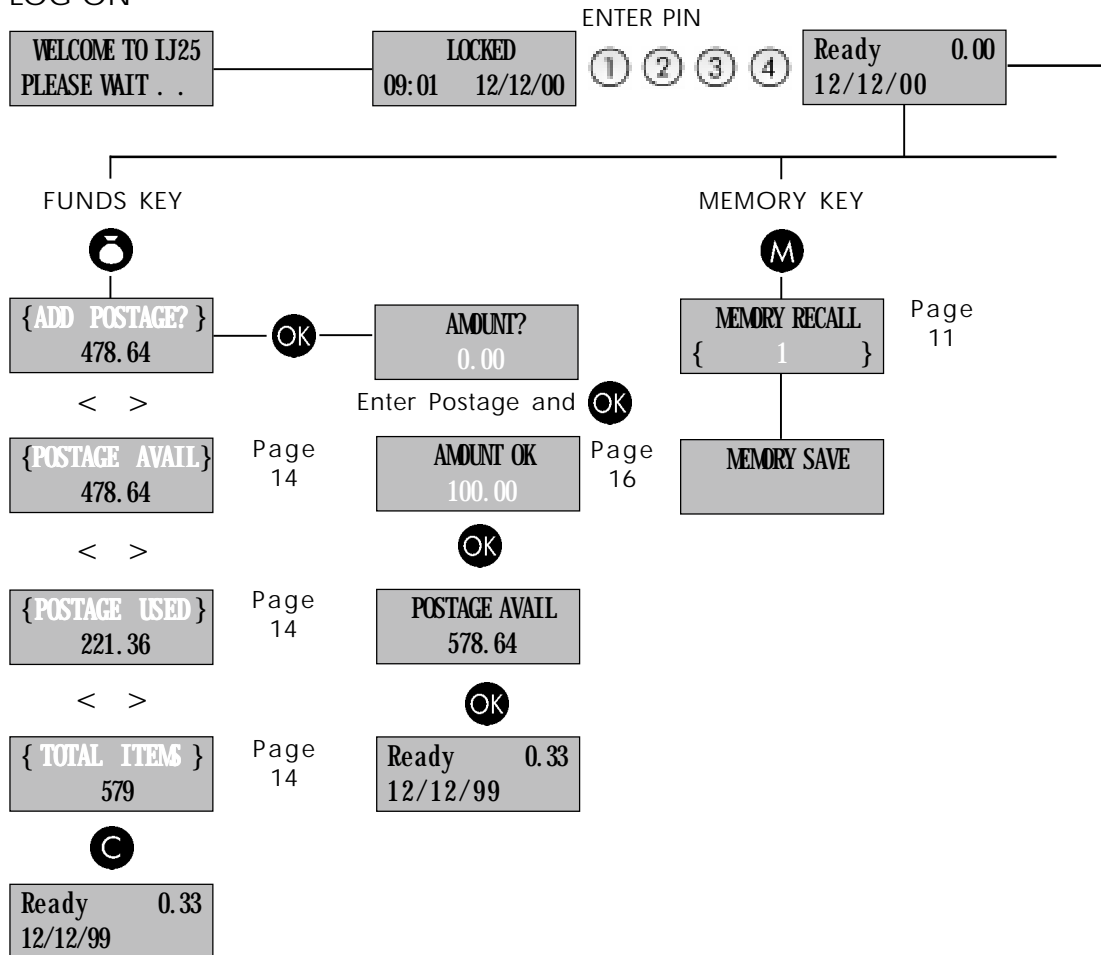 LOG ON
ENTER PIN
WELCOME TO IJ25
PLEASE WAIT . .
LOCKED
09:01 12/12/00
1 2 3 4
Ready 0.00
12/12/00
FUNDS KEY
MEMORY KEY
M
{ADD POSTAGE?}
478.64
OK
AMOUNT?
0.00
MEMORY RECALL
{ 1 }
Page
11
< >
Enter Postage and OK
{POSTAGE AVAIL}
478.64
Page
14
AMOUNT OK
100.00
Page
16
MEMORY SAVE
< >
OK
{POSTAGE USED}
221.36
Page
14
POSTAGE AVAIL
578.64
< >
OK
{ TOTAL ITEMS }
579
Page
14
Ready 0.33
12/12/99
C
Ready 0.33
12/12/99